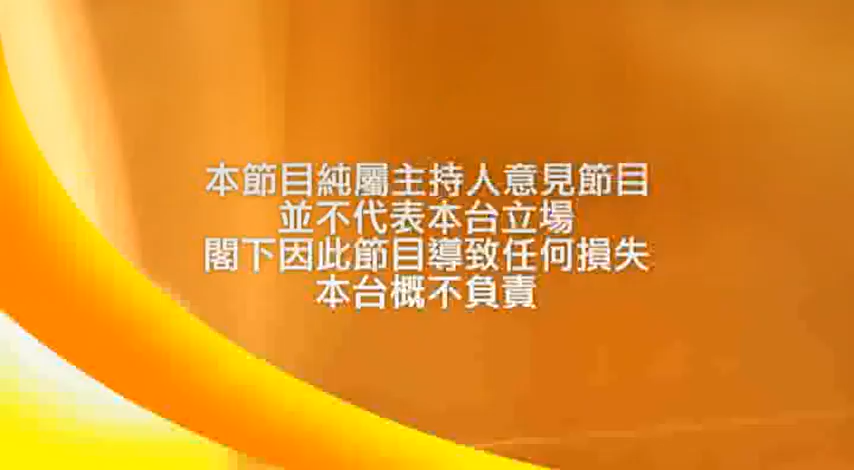 本節目純屬主持人意見節目
並不代表本台立場
閣下因此節目導致任何損失
本台概不負責